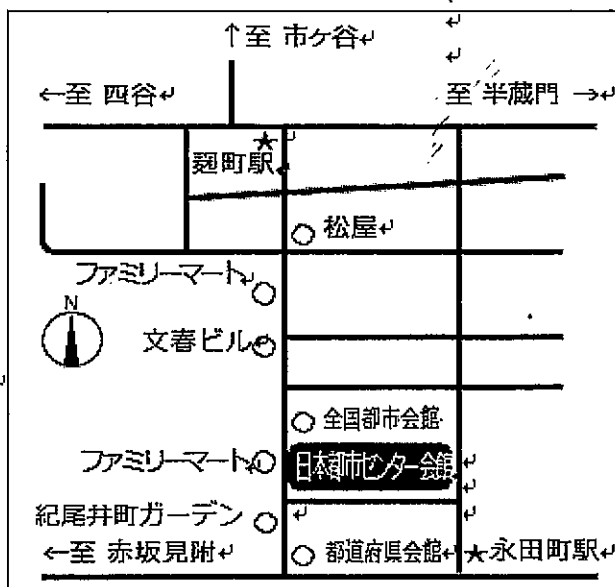 ↑至 市ヶ谷
←至 四谷
至 半蔵門 →
★
麹町駅
松屋
ファミリーマート
N
文春ビル
全国都市会館
ファミリーマート
日本都市センター会館
紀尾井町ガーデン
←至 赤坂見附
都道府県会館
★永田町駅